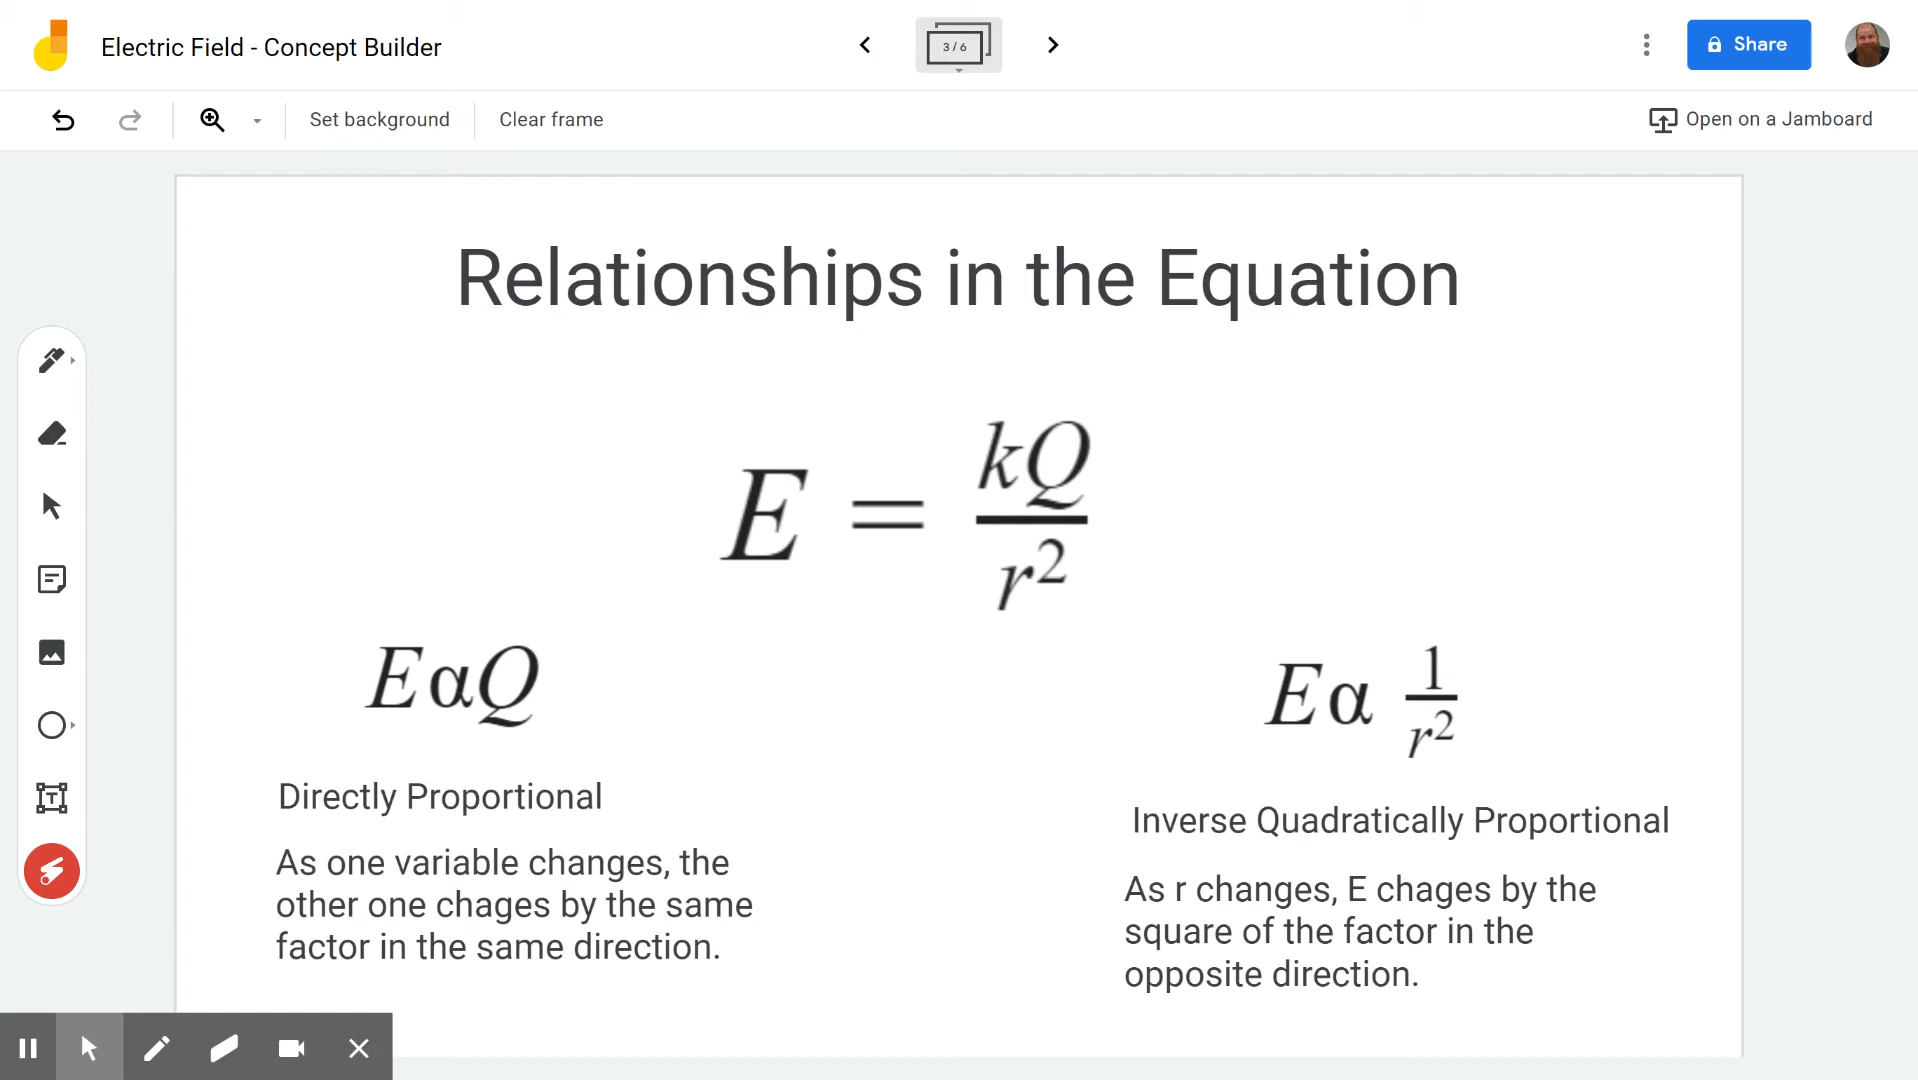 Electric Field - Concept Builder
3 / 6
Share
Set background
Clear frame
Open on a Jamboard
Relationships in the Equation
E = kQ / r²
EαQ
Eα 1 / r²
Directly Proportional
As one variable changes, the
other one chages by the same
factor in the same direction.
Inverse Quadratically Proportional
As r changes, E chages by the
square of the factor in the
opposite direction.